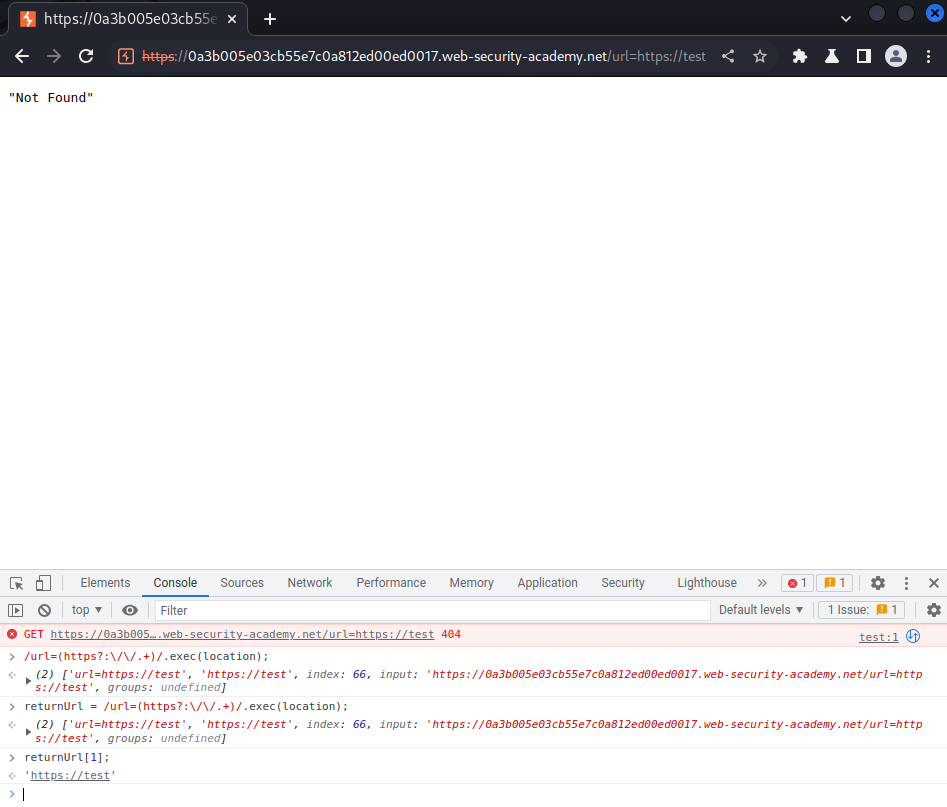 https://0a3b005e03cb55e
https://0a3b005e03cb55e7c0a812ed00ed0017.web-security-academy.net/url=https://test
"Not Found"
Elements Console Sources Network Performance Memory Application Security Lighthouse » 1 1
top ▼ Filter Default levels ▼ 1 Issue: 1
GET https://0a3b005….web-security-academy.net/url=https://test 404 test:1
> /url=(https?:\/\/.+)/.exec(location);
(2) ['url=https://test', 'https://test', index: 66, input: 'https://0a3b005e03cb55e7c0a812ed00ed0017.web-security-academy.net/url=http
s://test', groups: undefined]
> returnUrl = /url=(https?:\/\/.+)/.exec(location);
(2) ['url=https://test', 'https://test', index: 66, input: 'https://0a3b005e03cb55e7c0a812ed00ed0017.web-security-academy.net/url=http
s://test', groups: undefined]
> returnUrl[1];
'https://test'
>